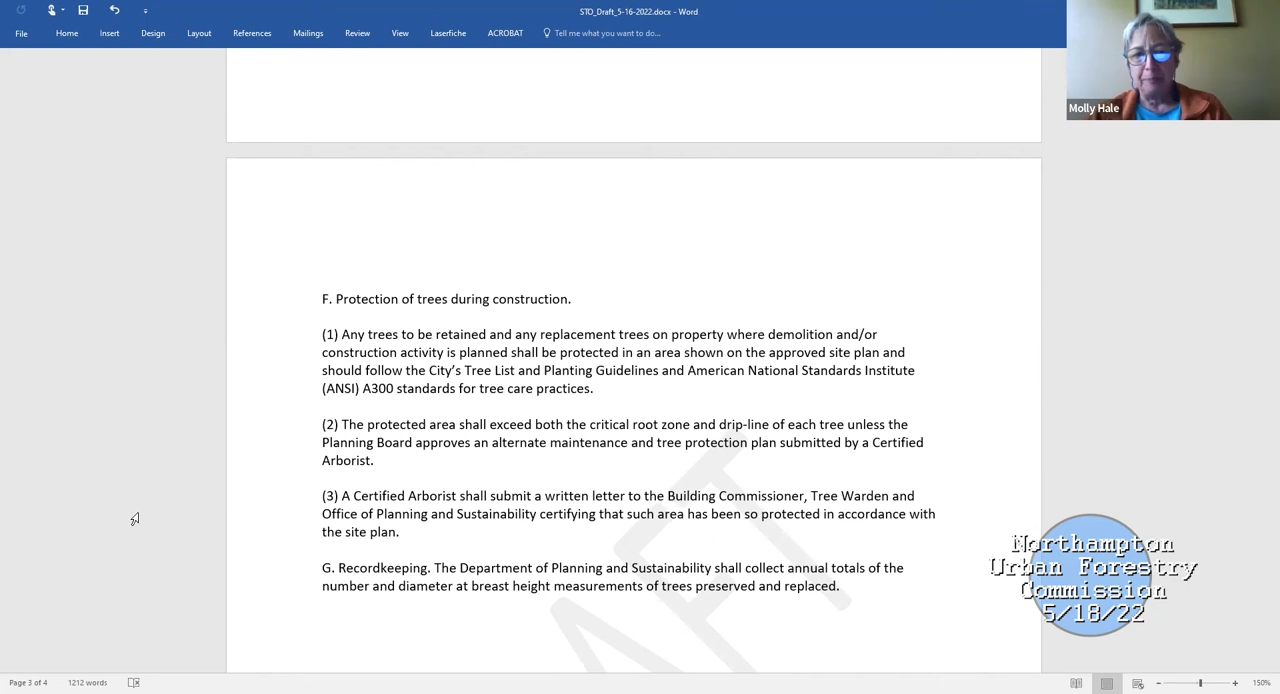 STO_Draft_5-16-2022.docx - Word
File Home Insert Design Layout References Mailings Review View Laserfiche ACROBAT Tell me what you want to do...
Molly Hale
F. Protection of trees during construction.
(1) Any trees to be retained and any replacement trees on property where demolition and/or
construction activity is planned shall be protected in an area shown on the approved site plan and
should follow the City’s Tree List and Planting Guidelines and American National Standards Institute
(ANSI) A300 standards for tree care practices.
(2) The protected area shall exceed both the critical root zone and drip-line of each tree unless the
Planning Board approves an alternate maintenance and tree protection plan submitted by a Certified
Arborist.
(3) A Certified Arborist shall submit a written letter to the Building Commissioner, Tree Warden and
Office of Planning and Sustainability certifying that such area has been so protected in accordance with
the site plan.
G. Recordkeeping. The Department of Planning and Sustainability shall collect annual totals of the
number and diameter at breast height measurements of trees preserved and replaced.
Northampton
Urban Forestry
Commission
5/18/22
Page 3 of 4 1212 words 150%